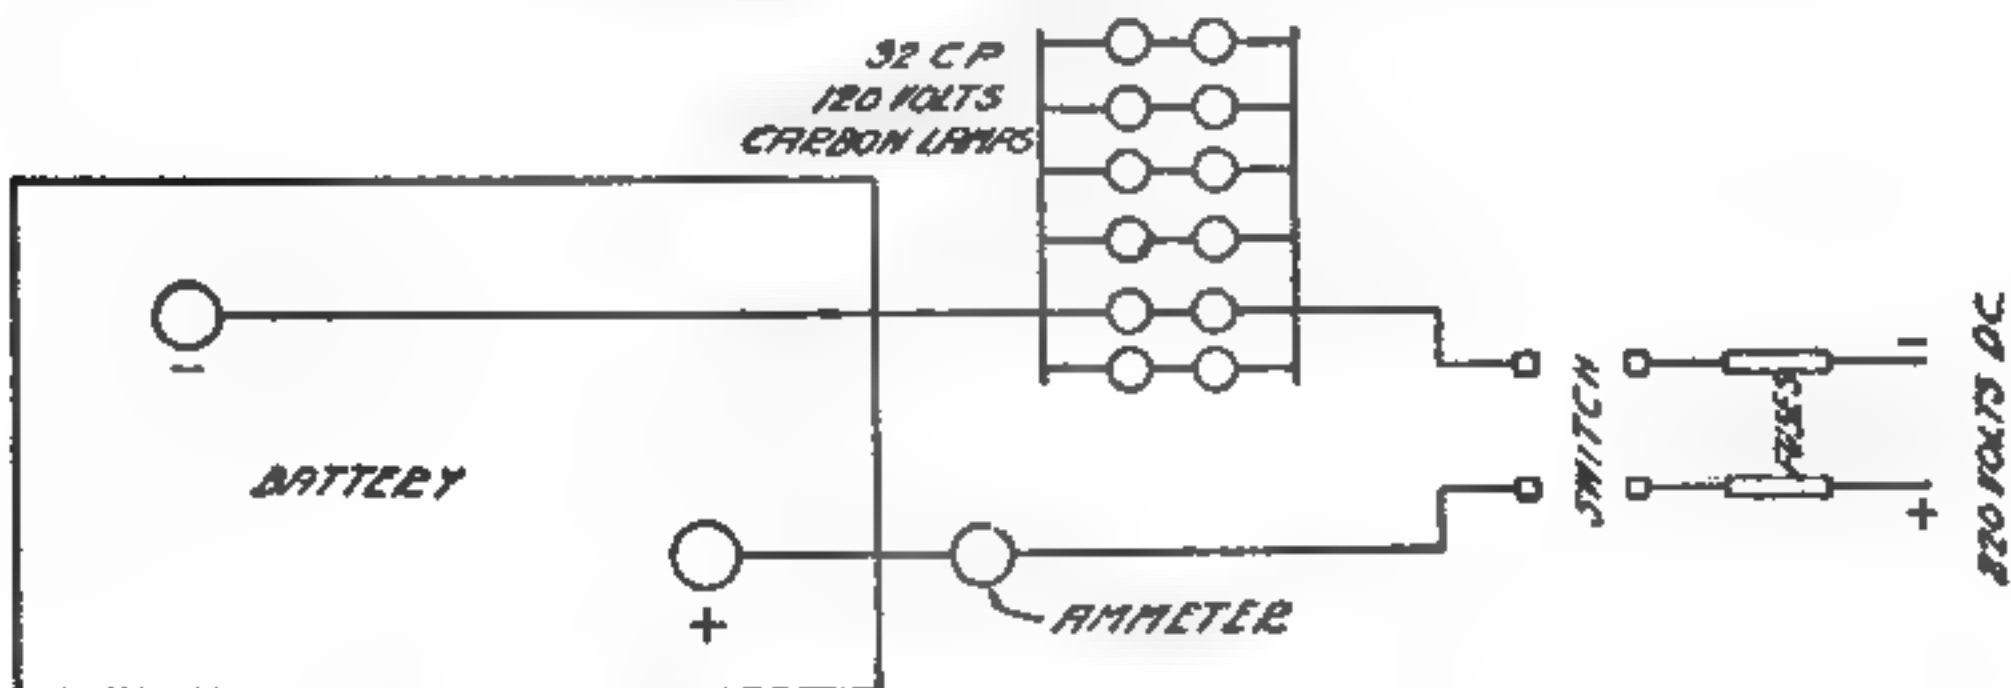 32 C P
120 VOLTS
CARBON LAMPS
BATTERY
-
+
AMMETER
SWITCH
FUSES
-
+
220 VOLTS DC